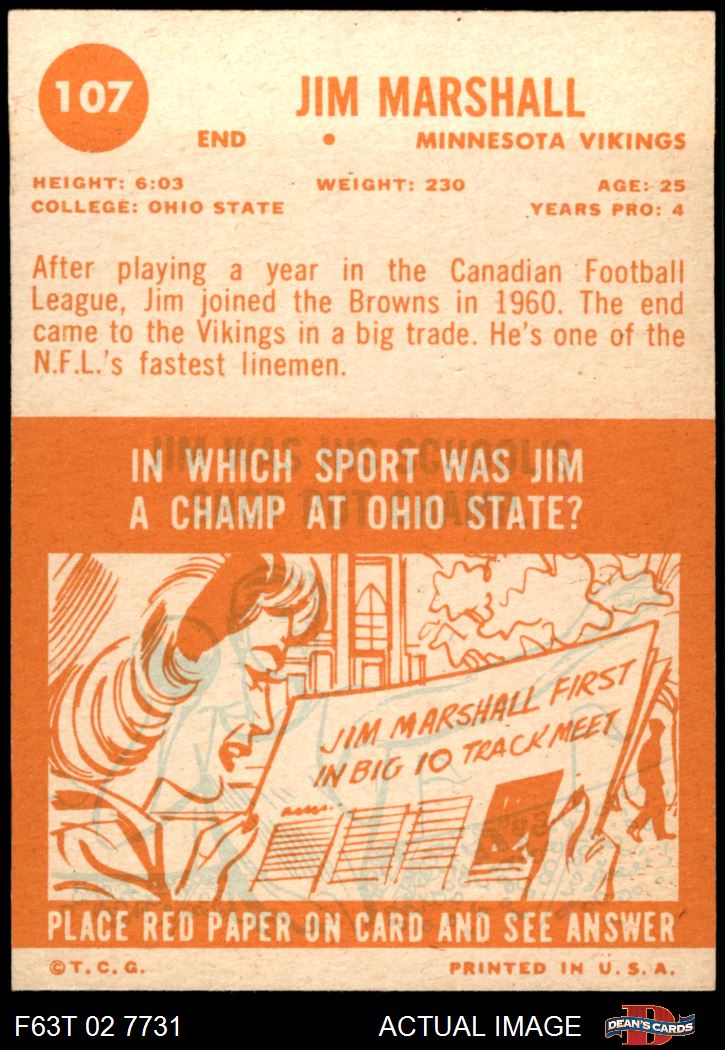 107
JIM MARSHALL
END • MINNESOTA VIKINGS
HEIGHT: 6:03 WEIGHT: 230 AGE: 25
COLLEGE: OHIO STATE YEARS PRO: 4
After playing a year in the Canadian Football
League, Jim joined the Browns in 1960. The end
came to the Vikings in a big trade. He's one of the
N.F.L.'s fastest linemen.
JIM WAS HIS SCHOOL'S
IN WHICH SPORT WAS JIM
A CHAMP AT OHIO STATE?
JIM MARSHALL FIRST
IN BIG 10 TRACK MEET
PLACE RED PAPER ON CARD AND SEE ANSWER
© T. C. G. PRINTED IN U. S. A.
F63T 02 7731 ACTUAL IMAGE DEAN'S CARDS